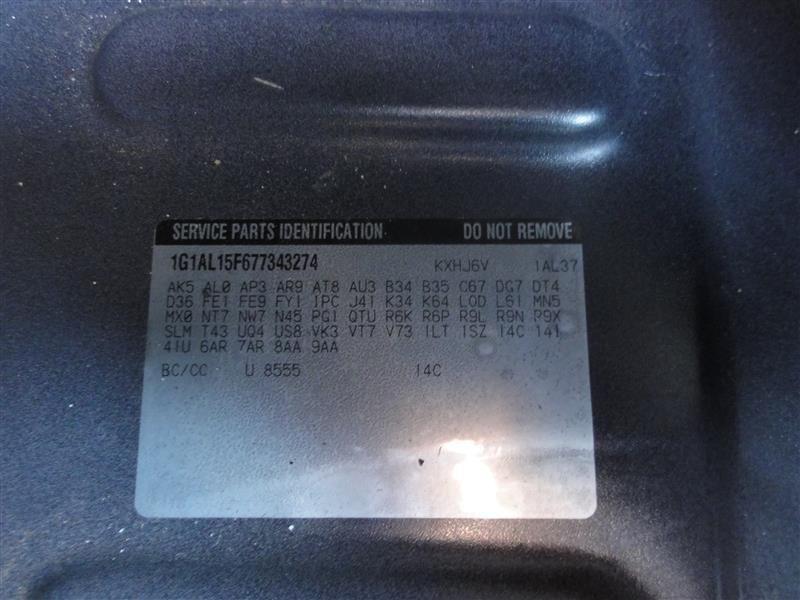 SERVICE PARTS IDENTIFICATION DO NOT REMOVE
1G1AL15F677343274 KXHJ6V 1AL37
AK5 AL0 AP3 AR9 AT8 AU3 B34 B35 C67 DG7 DT4
D36 FE1 FE9 FY1 IPC J41 K34 K64 LOD L61 MN5
MX0 NT7 NW7 N45 PG1 QTU R6K R6P R9L R9N R9X
SLM T43 UQ4 US8 VK3 VT7 V73 1LT 1SZ 14C 141
41U 6AR 7AR 8AA 9AA
BC/CC U 8555 14C